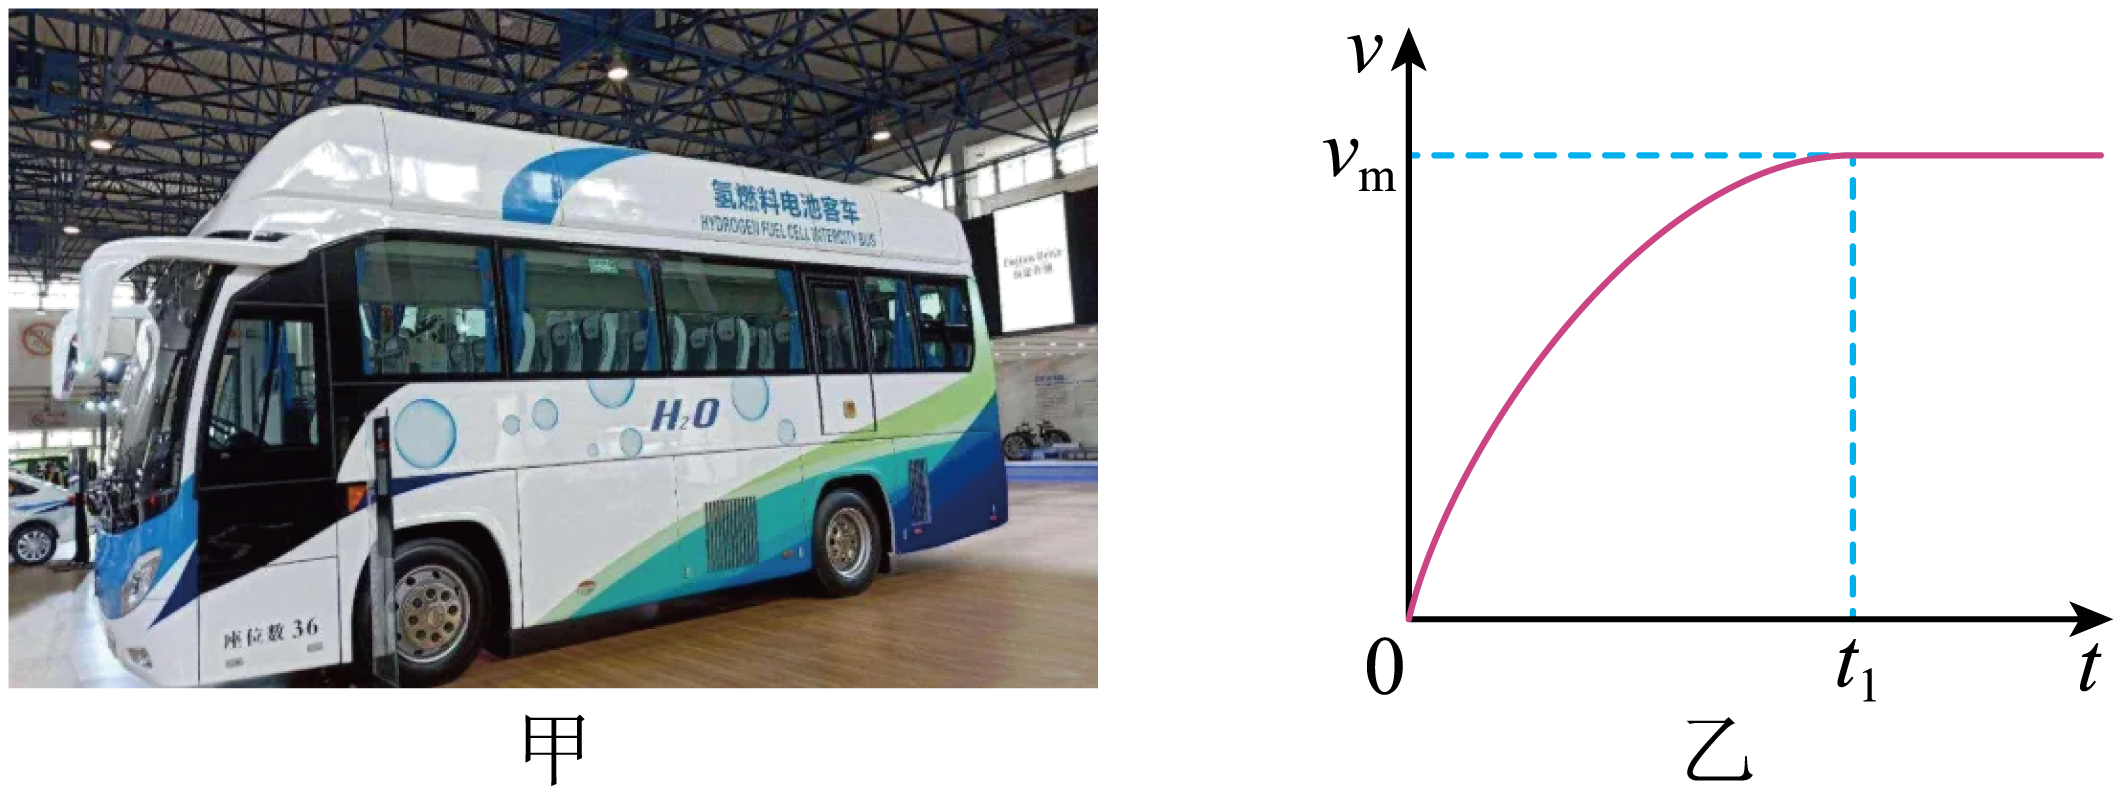 氢燃料电池客车
HYDROGEN FUEL CELL INTERCITY BUS
H₂O
座位数 36
甲
v
vₘ
0
t₁
t
乙